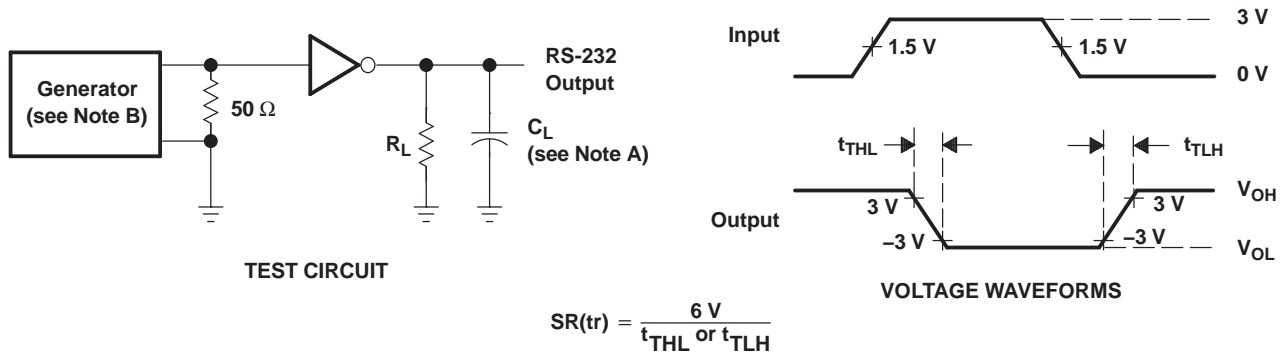 Generator
(see Note B)
50 Ω
RS-232
Output
RL
CL
(see Note A)
TEST CIRCUIT
Input
3 V
1.5 V
1.5 V
0 V
tTHL
tTLH
Output
VOH
3 V
3 V
–3 V
–3 V
VOL
VOLTAGE WAVEFORMS
SR(tr) = 6 V
tTHL or tTLH